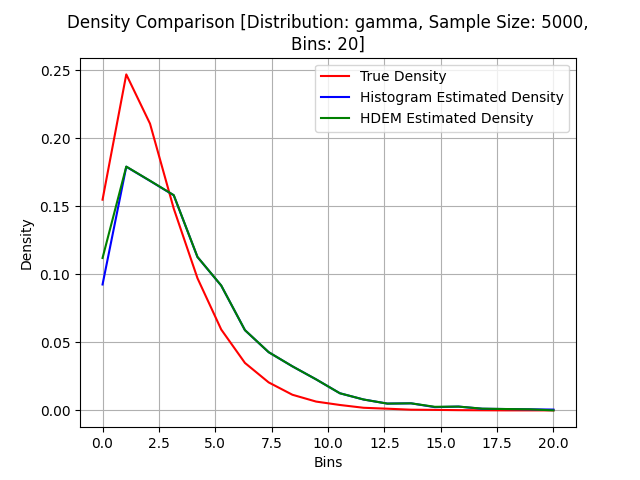 Density Comparison [Distribution: gamma, Sample Size: 5000,
Bins: 20]
True Density
Histogram Estimated Density
HDEM Estimated Density
Density
0.25
0.20
0.15
0.10
0.05
0.00
0.0 2.5 5.0 7.5 10.0 12.5 15.0 17.5 20.0
Bins